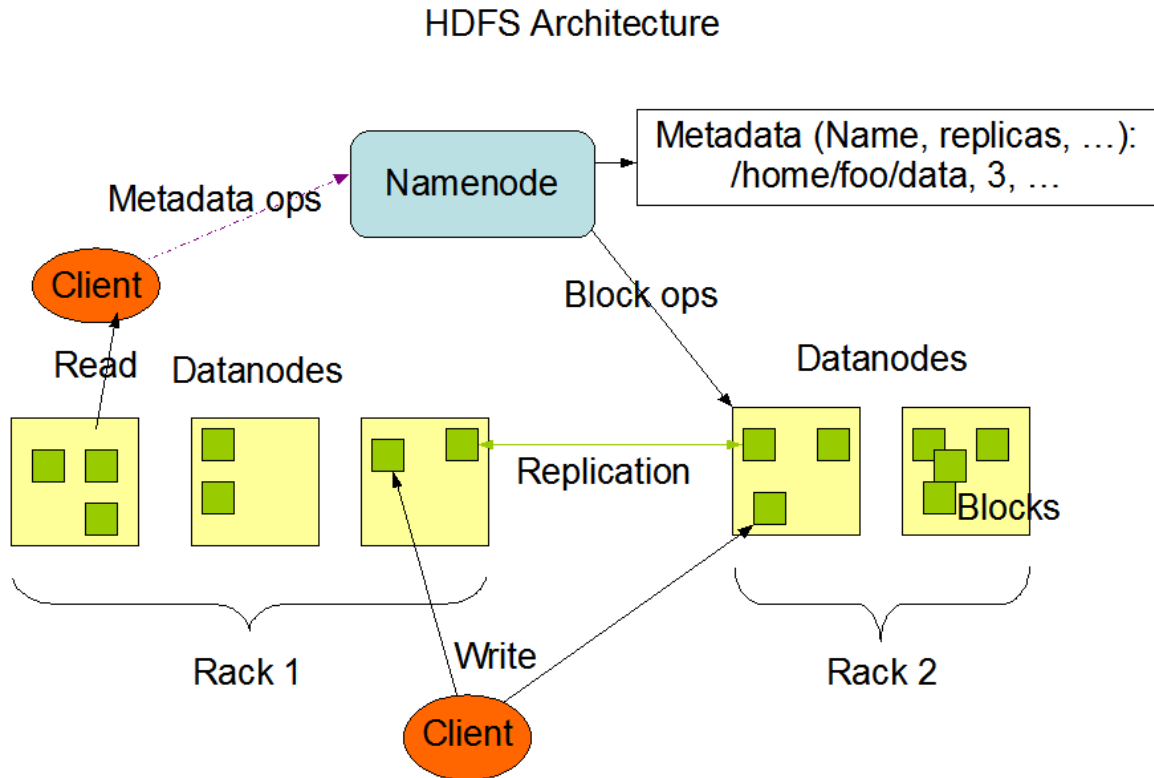 HDFS Architecture
Metadata (Name, replicas, …):
/home/foo/data, 3, …
Namenode
Metadata ops
Client
Block ops
Read
Datanodes
Datanodes
Replication
Blocks
Rack 1
Write
Rack 2
Client